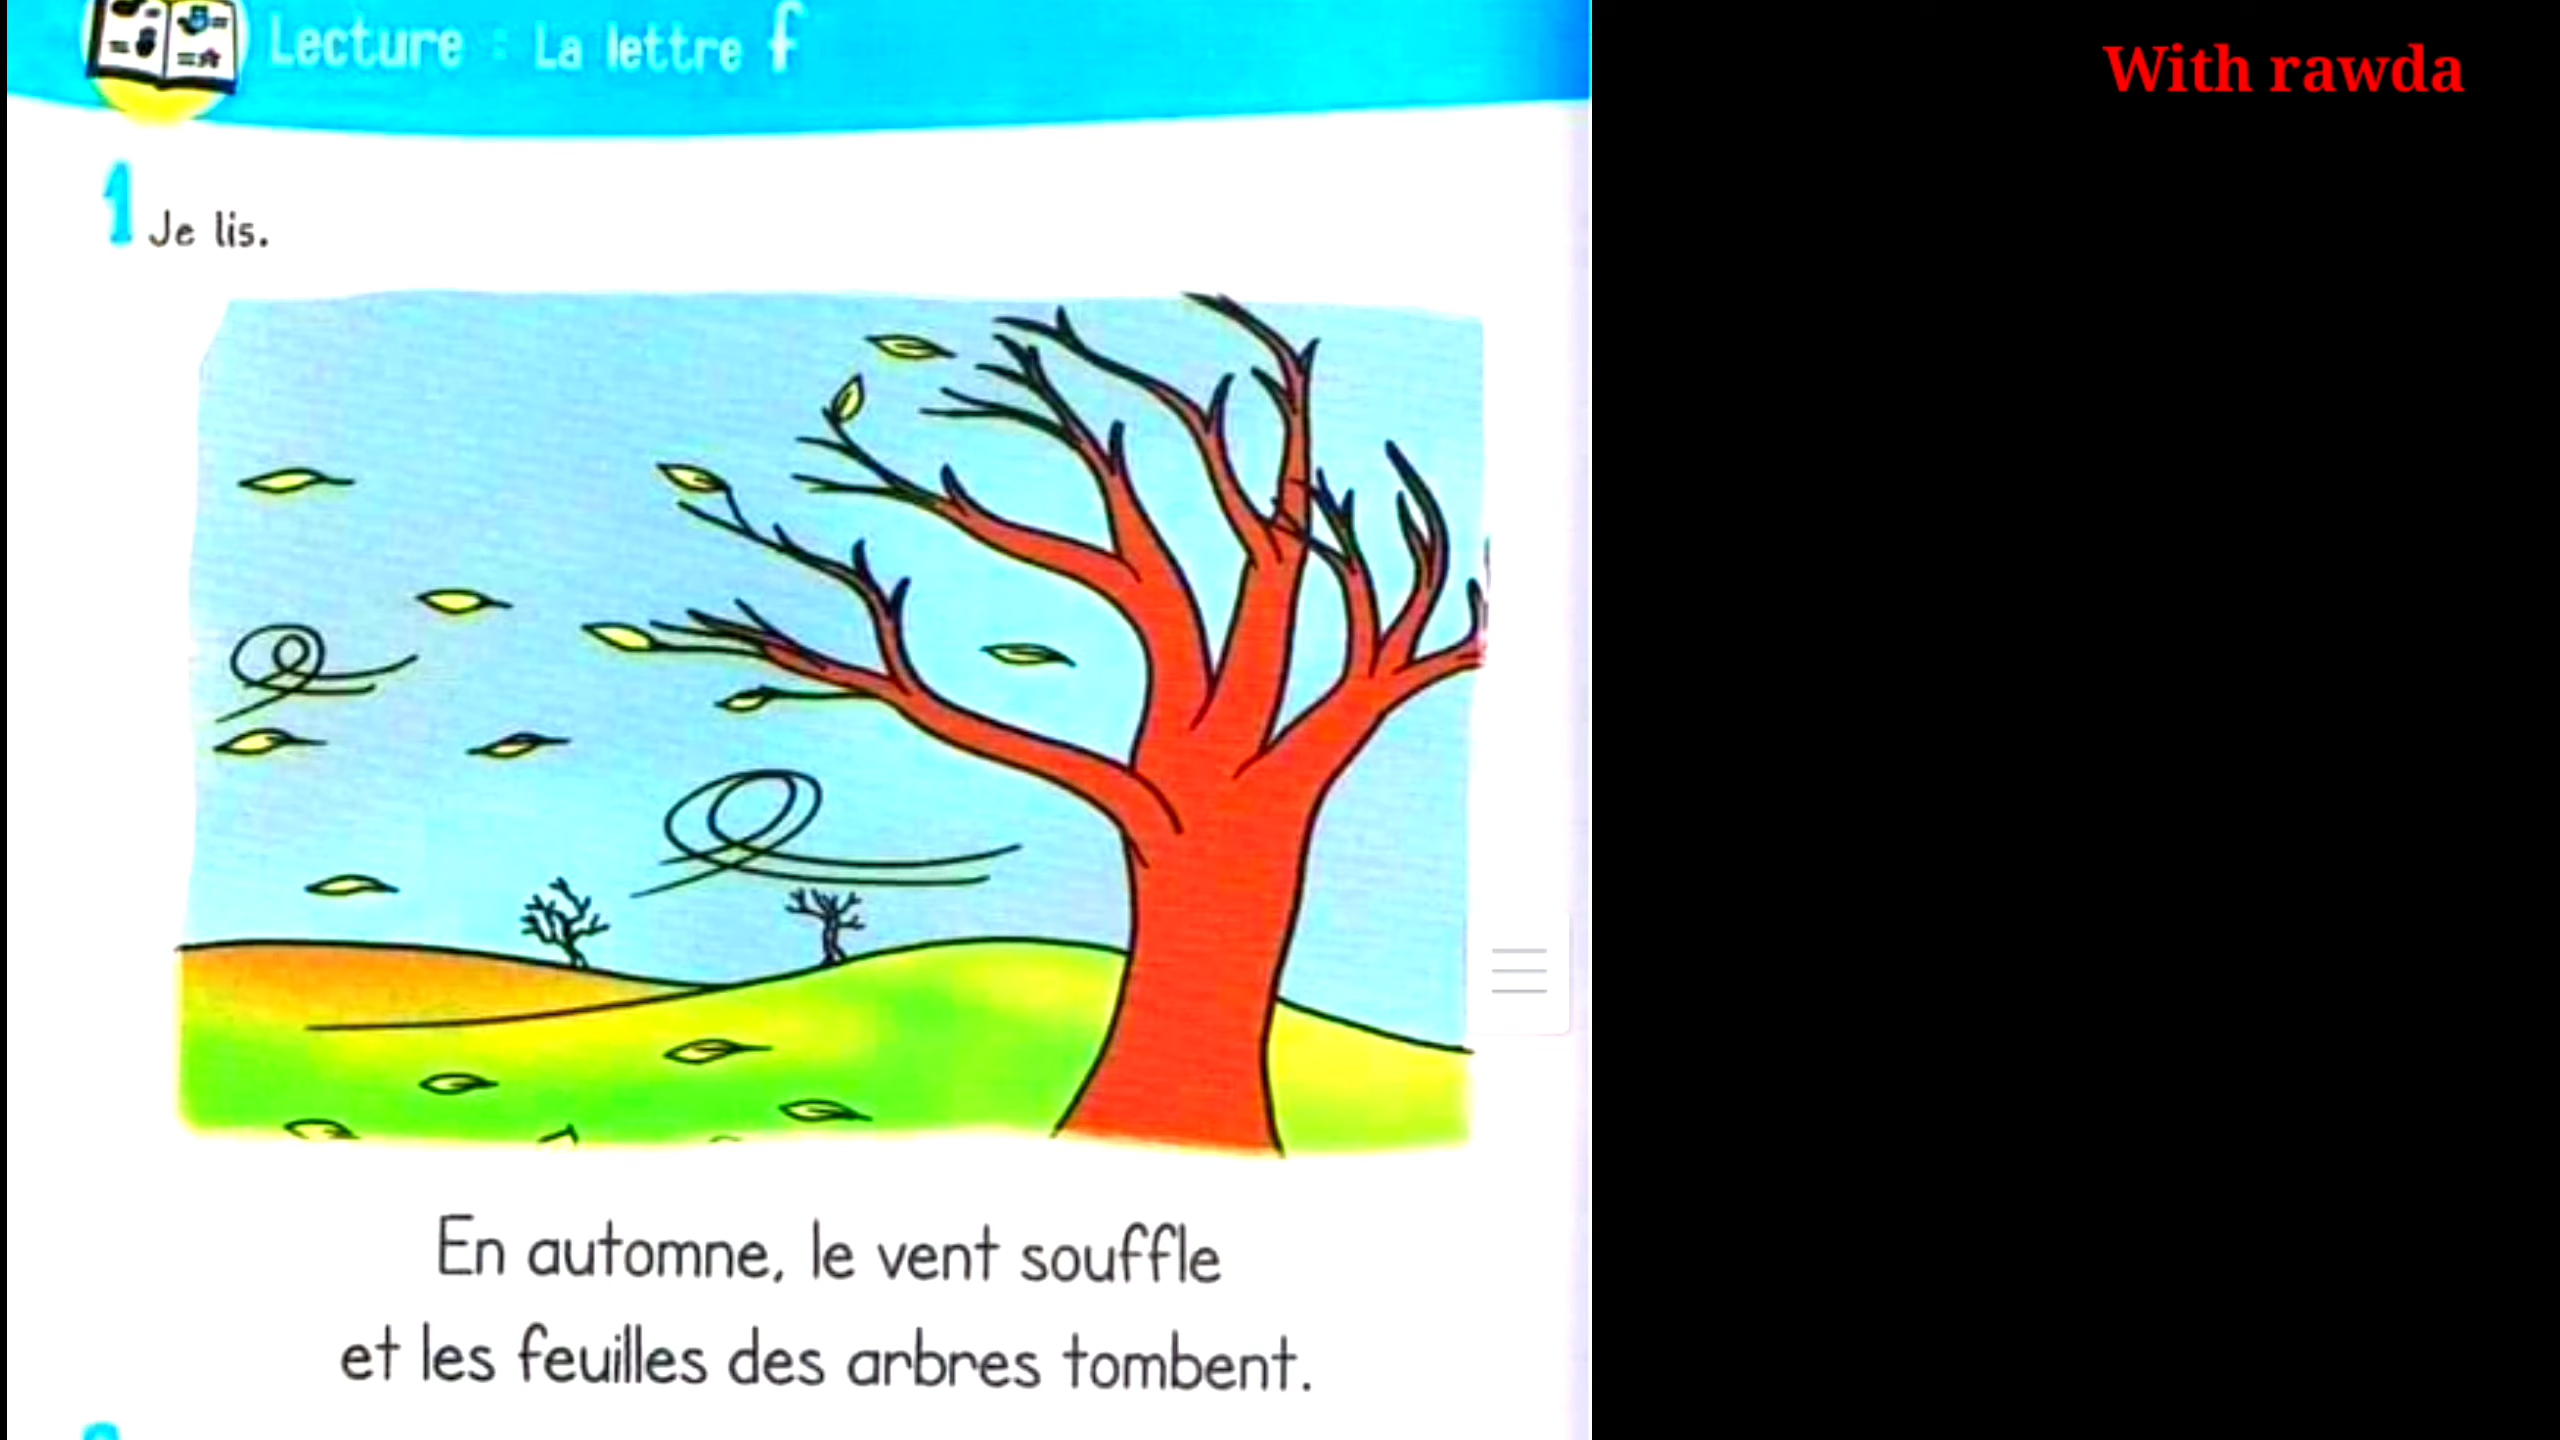 Lecture : La lettre f
With rawda
1 Je lis.
En automne, le vent souffle
et les feuilles des arbres tombent.